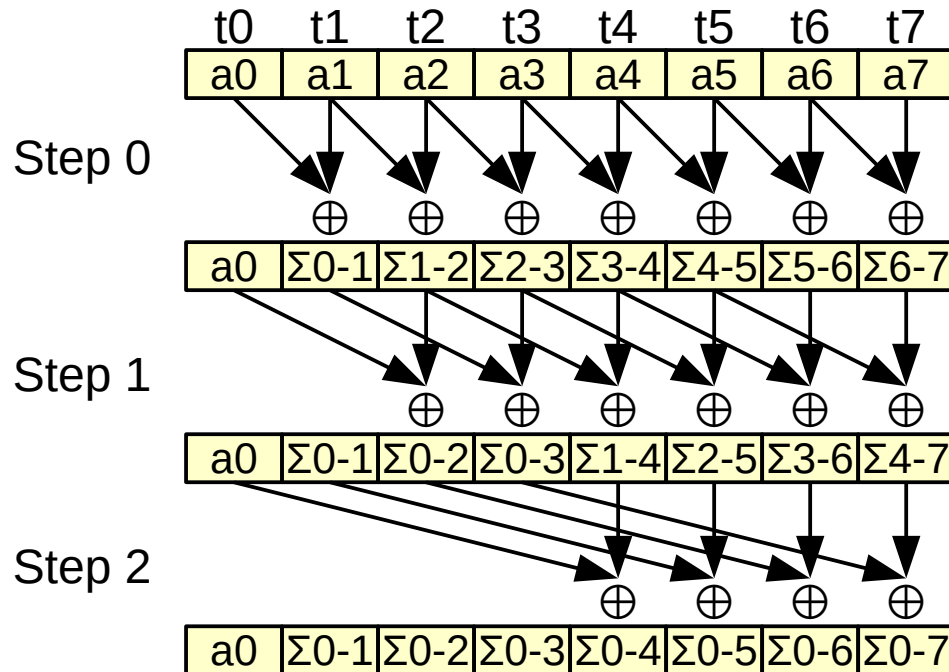 t0 t1 t2 t3 t4 t5 t6 t7
a0 a1 a2 a3 a4 a5 a6 a7
Step 0
⊕ ⊕ ⊕ ⊕ ⊕ ⊕ ⊕
a0 Σ0-1 Σ1-2 Σ2-3 Σ3-4 Σ4-5 Σ5-6 Σ6-7
Step 1
⊕ ⊕ ⊕ ⊕ ⊕ ⊕
a0 Σ0-1 Σ0-2 Σ0-3 Σ1-4 Σ2-5 Σ3-6 Σ4-7
Step 2
⊕ ⊕ ⊕ ⊕
a0 Σ0-1 Σ0-2 Σ0-3 Σ0-4 Σ0-5 Σ0-6 Σ0-7